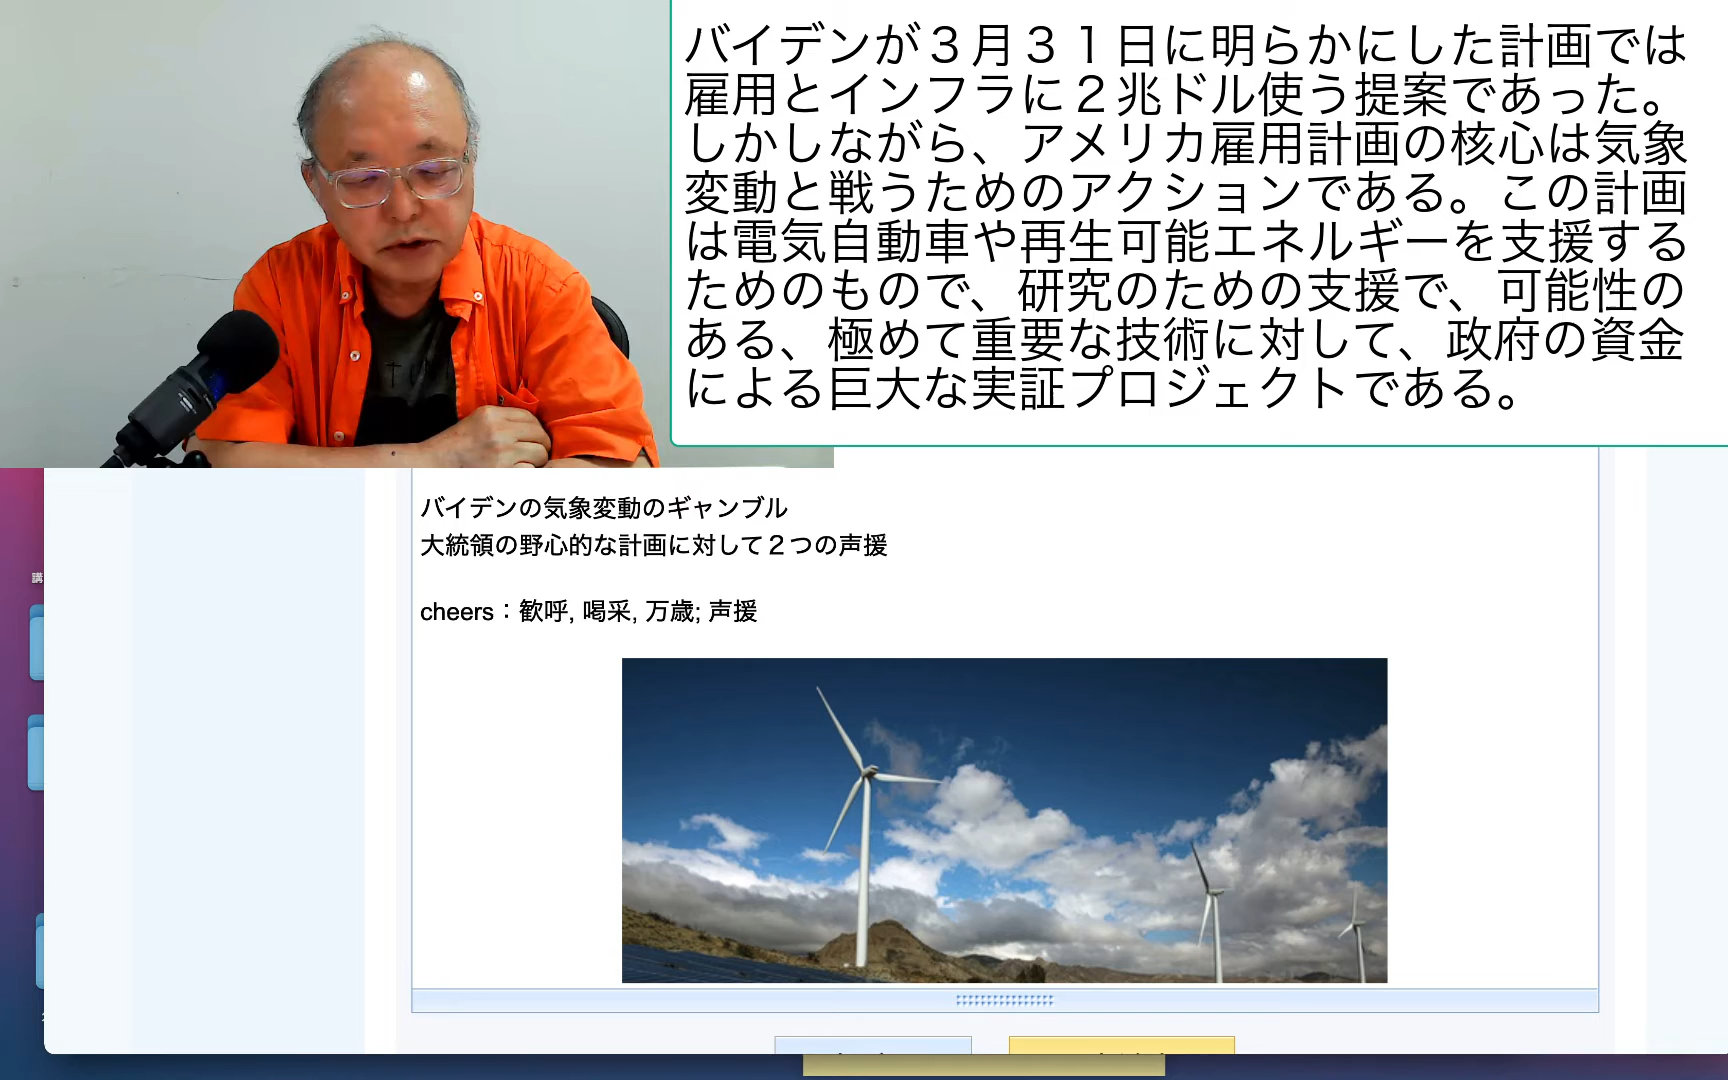 バイデンが３月３１日に明らかにした計画では
雇用とインフラに２兆ドル使う提案であった。
しかしながら、アメリカ雇用計画の核心は気象
変動と戦うためのアクションである。この計画
は電気自動車や再生可能エネルギーを支援する
ためのもので、研究のための支援で、可能性の
ある、極めて重要な技術に対して、政府の資金
による巨大な実証プロジェクトである。
バイデンの気象変動のギャンブル
大統領の野心的な計画に対して２つの声援
cheers：歓呼, 喝采, 万歳; 声援
講